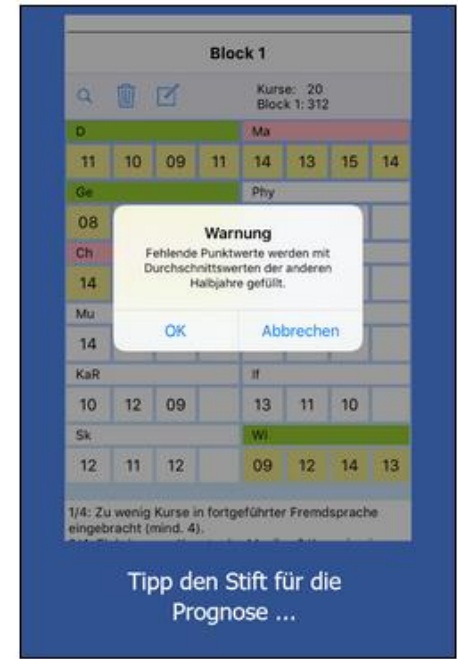 Block 1
Kurse: 20
Block 1: 312
D Ma
11 10 09 11 14 13 15 14
Ge Phy
08
Warnung
Fehlende Punktwerte werden mit
Durchschnittswerten der anderen
Halbjahre gefüllt.
OK Abbrechen
Ch
14
Mu
14
KaR If
10 12 09 13 11 10
Sk Wi
12 11 12 09 12 14 13
1/4: Zu wenig Kurse in fortgeführter Fremdsprache
eingebracht (mind. 4).
Tipp den Stift für die
Prognose ...